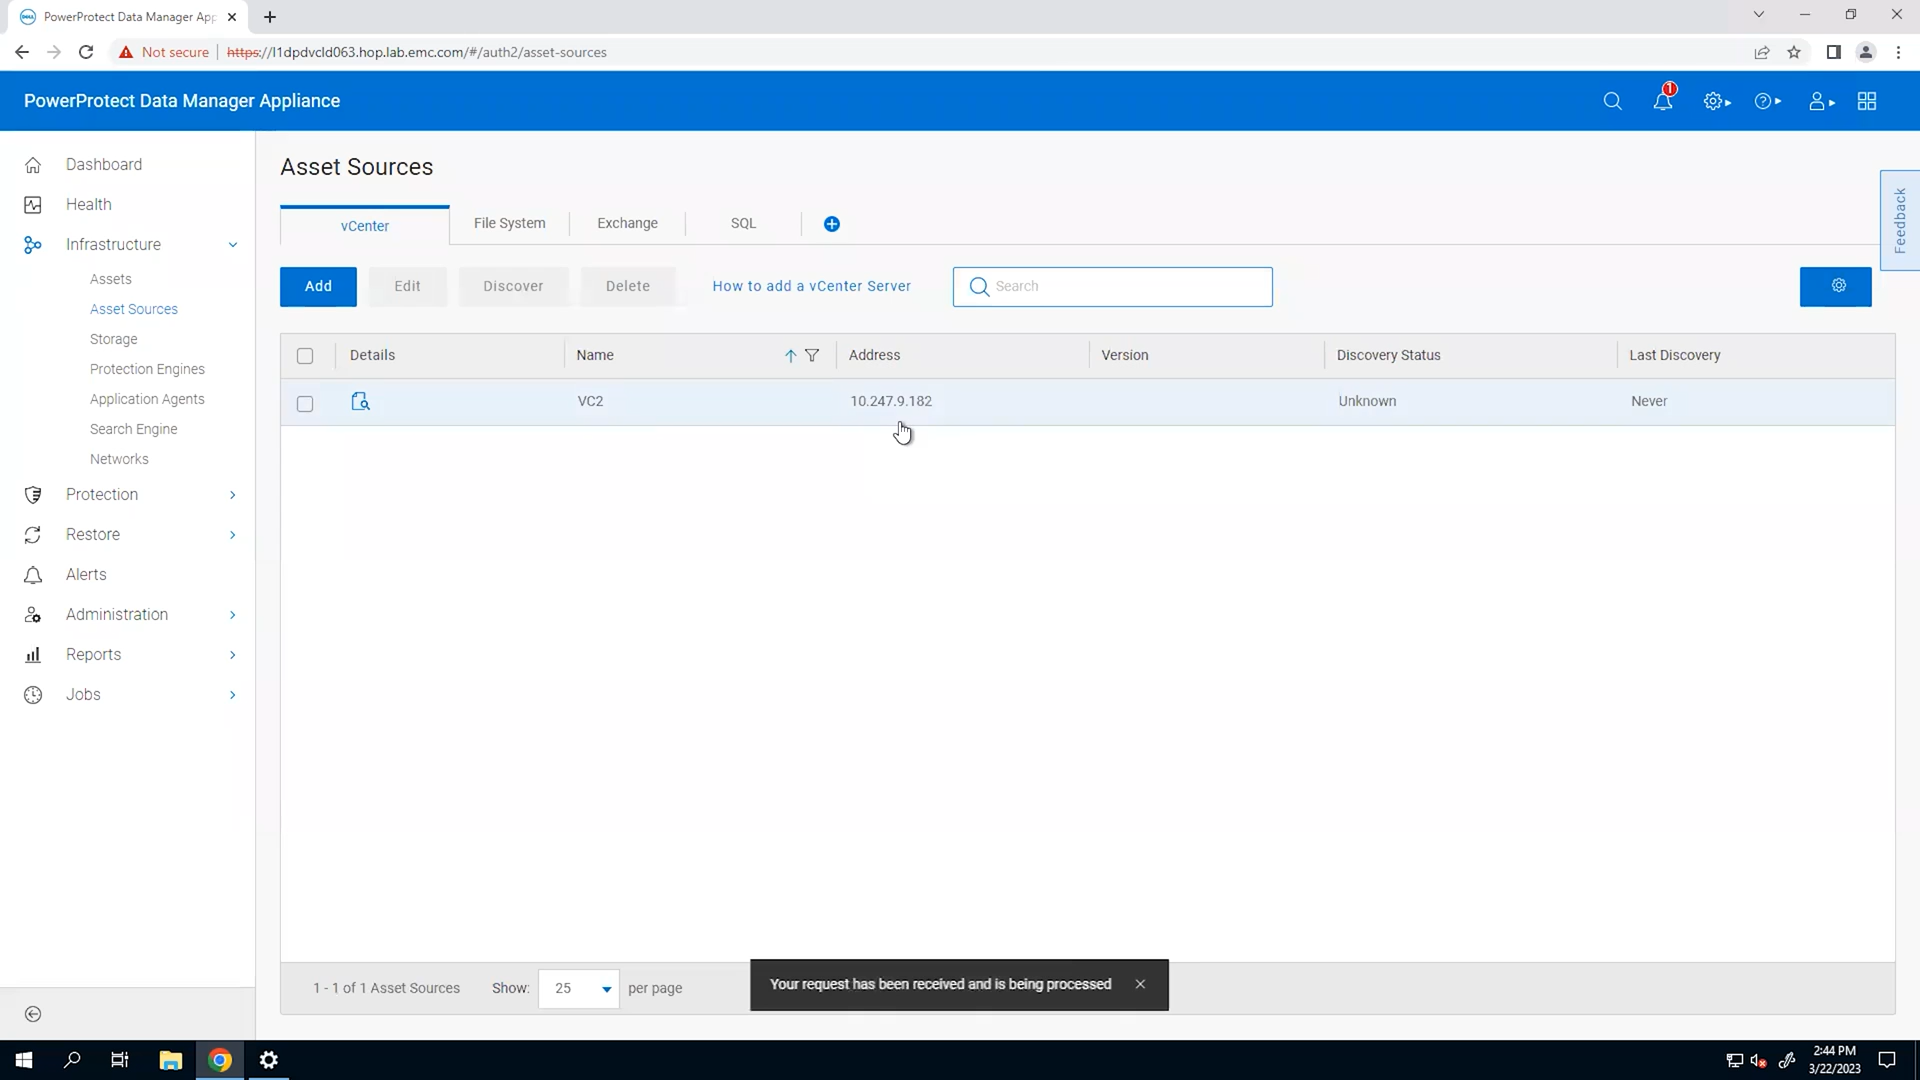 PowerProtect Data Manager App
Not secure
https://l1dpdvcld063.hop.lab.emc.com/#/auth2/asset-sources
PowerProtect Data Manager Appliance
1
Dashboard
Health
Infrastructure
Assets
Asset Sources
Storage
Protection Engines
Application Agents
Search Engine
Networks
Protection
Restore
Alerts
Administration
Reports
Jobs
Asset Sources
vCenter
File System
Exchange
SQL
Add
Edit
Discover
Delete
How to add a vCenter Server
Search
Feedback
Details
Name
Address
Version
Discovery Status
Last Discovery
VC2
10.247.9.182
Unknown
Never
1 - 1 of 1 Asset Sources
Show:
25
per page
Your request has been received and is being processed
2:44 PM
3/22/2023